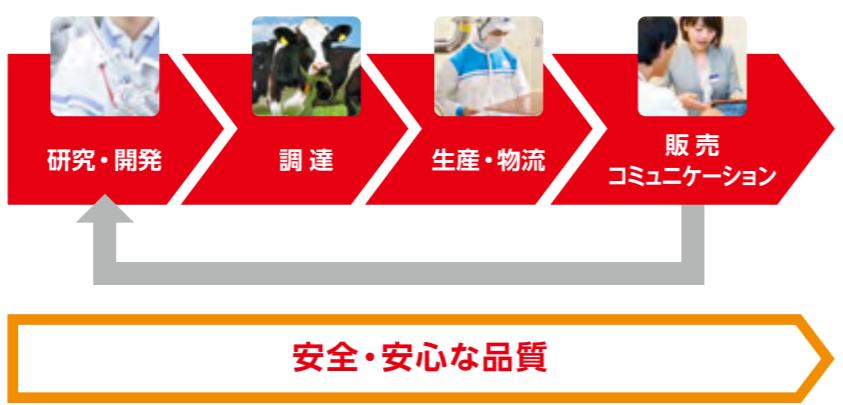 研究・開発
調達
生産・物流
販売
コミュニケーション
安全・安心な品質